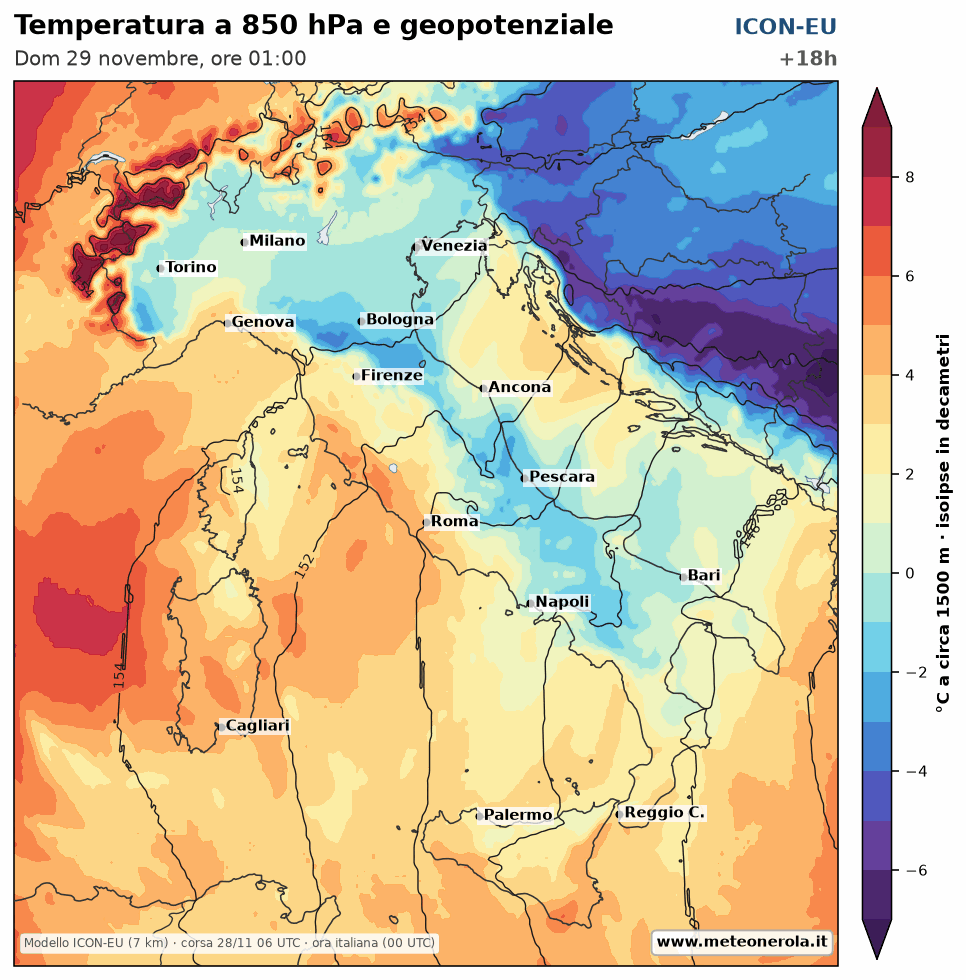 Temperatura a 850 hPa e geopotenziale
ICON-EU
Dom 29 novembre, ore 01:00
+18h
154
154
154
Milano
Venezia
Torino
Genova
Bologna
Firenze
Ancona
154
Pescara
Roma
152
Bari
Napoli
154
Cagliari
Palermo
Reggio C.
8
6
4
2
0
−2
−4
−6
°C a circa 1500 m · isoipse in decametri
Modello ICON-EU (7 km) · corsa 28/11 06 UTC · ora italiana (00 UTC)
www.meteonerola.it